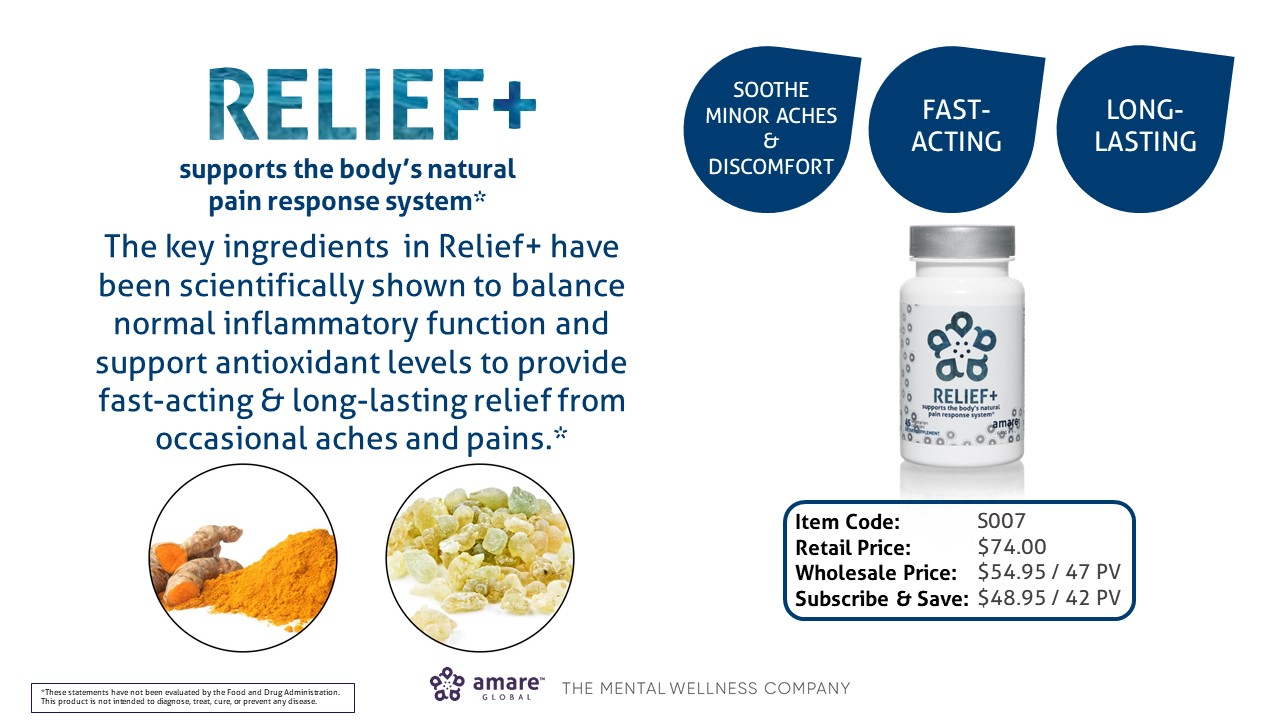 RELIEF+
supports the body's natural
pain response system*
The key ingredients in Relief+ have
been scientifically shown to balance
normal inflammatory function and
support antioxidant levels to provide
fast-acting & long-lasting relief from
occasional aches and pains.*
SOOTHE
MINOR ACHES
&
DISCOMFORT
FAST-
ACTING
LONG-
LASTING
RELIEF+
supports the body's natural
pain response system*
45
amare
Item Code: S007
Retail Price: $74.00
Wholesale Price: $54.95 / 47 PV
Subscribe & Save: $48.95 / 42 PV
*These statements have not been evaluated by the Food and Drug Administration.
This product is not intended to diagnose, treat, cure, or prevent any disease.
amare™
GLOBAL
THE MENTAL WELLNESS COMPANY